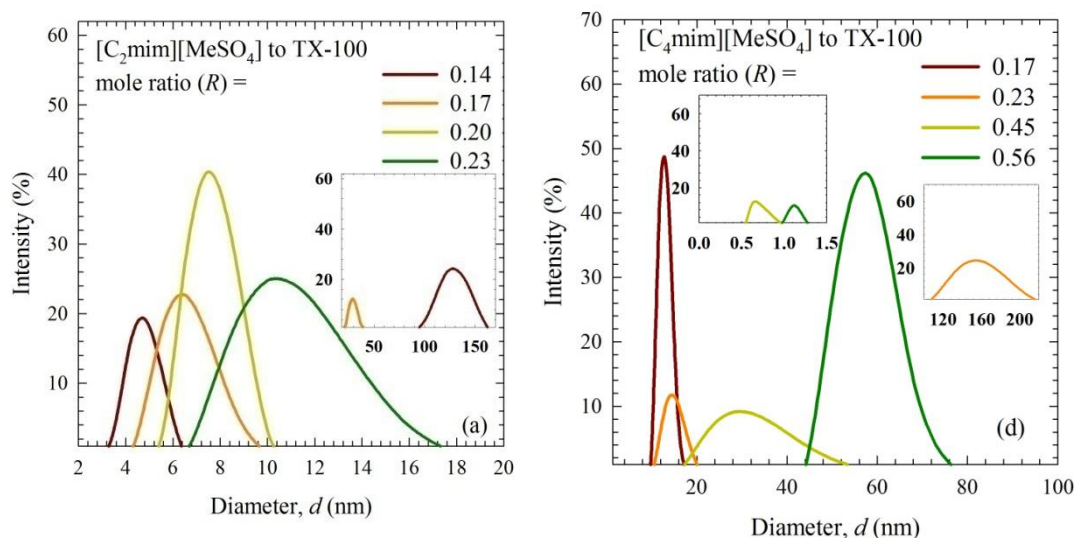 [C₂mim][MeSO₄] to TX-100
mole ratio (R) =
0.14
0.17
0.20
0.23
60
50
40
30
20
10
Intensity (%)
60
40
20
50 100 150
(a)
2 4 6 8 10 12 14 16 18 20
Diameter, d (nm)
[C₄mim][MeSO₄] to TX-100
mole ratio (R) =
0.17
0.23
0.45
0.56
70
60
50
40
30
20
10
Intensity (%)
60
40
20
0.0 0.5 1.0 1.5
60
40
20
120 160 200
(d)
20 40 60 80 100
Diameter, d (nm)